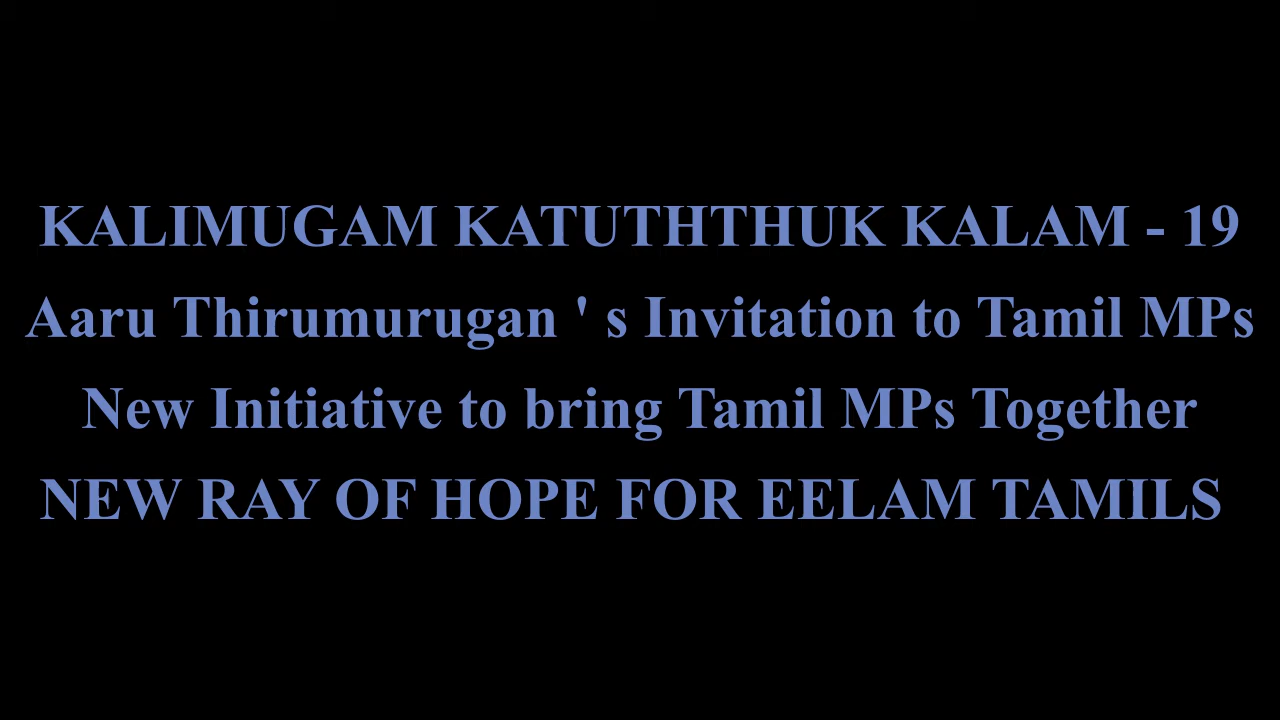 KALIMUGAM KATUTHTHUK KALAM - 19
Aaru Thirumurugan ' s Invitation to Tamil MPs
New Initiative to bring Tamil MPs Together
NEW RAY OF HOPE FOR EELAM TAMILS